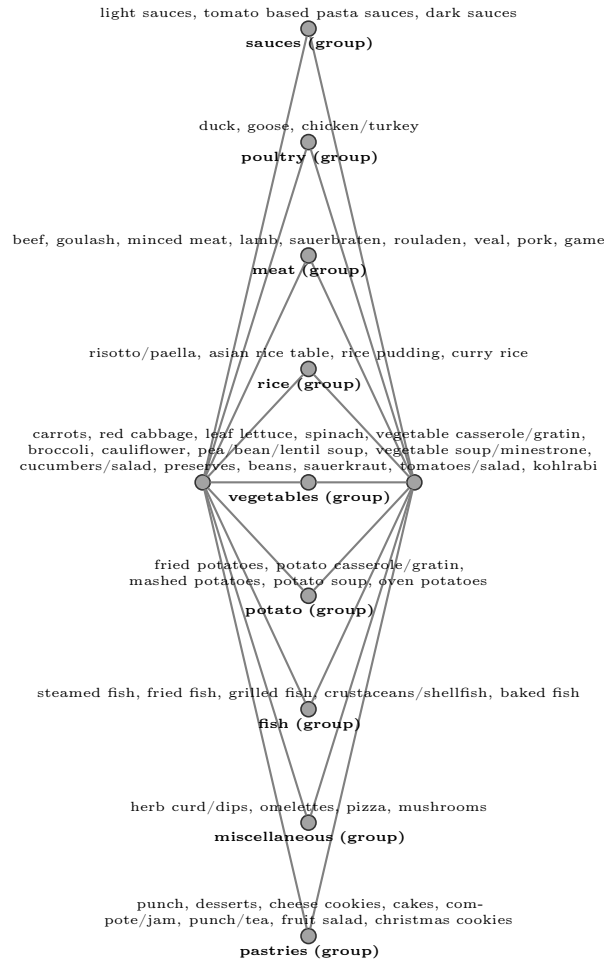 light sauces, tomato based pasta sauces, dark sauces
sauces (group)
duck, goose, chicken/turkey
poultry (group)
beef, goulash, minced meat, lamb, sauerbraten, rouladen, veal, pork, game
meat (group)
risotto/paella, asian rice table, rice pudding, curry rice
rice (group)
carrots, red cabbage, leaf lettuce, spinach, vegetable casserole/gratin,
broccoli, cauliflower, pea/bean/lentil soup, vegetable soup/minestrone,
cucumbers/salad, preserves, beans, sauerkraut, tomatoes/salad, kohlrabi
vegetables (group)
fried potatoes, potato casserole/gratin,
mashed potatoes, potato soup, oven potatoes
potato (group)
steamed fish, fried fish, grilled fish, crustaceans/shellfish, baked fish
fish (group)
herb curd/dips, omelettes, pizza, mushrooms
miscellaneous (group)
punch, desserts, cheese cookies, cakes, com-
pote/jam, punch/tea, fruit salad, christmas cookies
pastries (group)